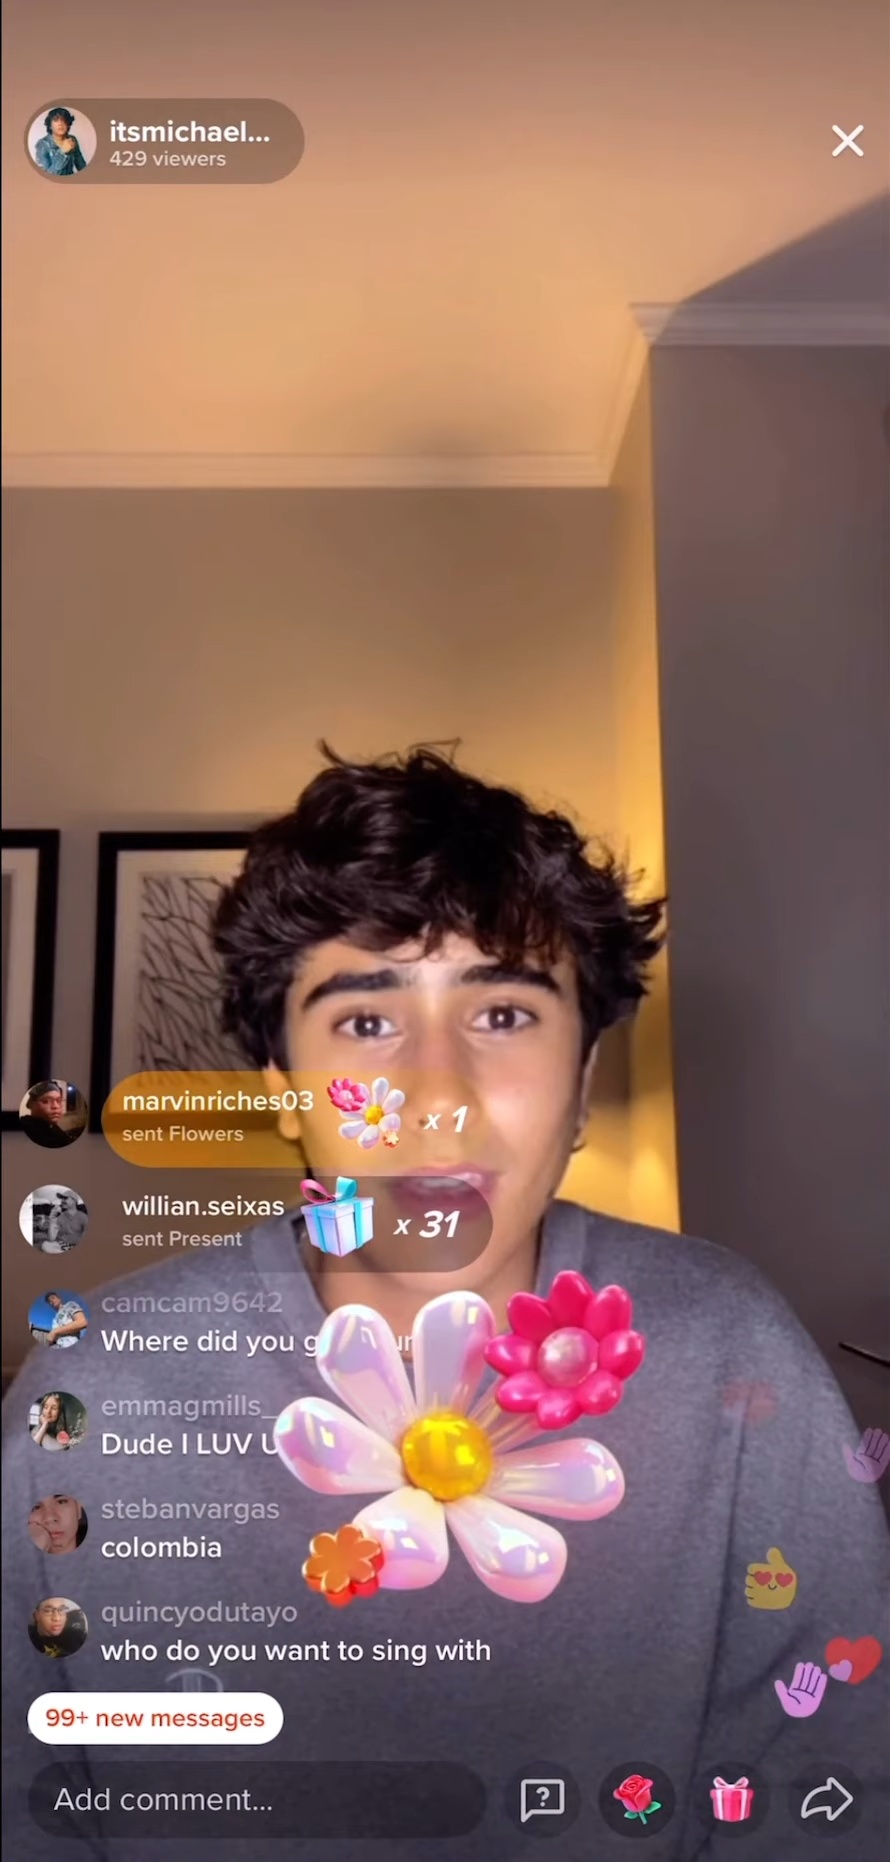 itsmichael...
429 viewers
marvinriches03
sent Flowers
x 1
willian.seixas
sent Present
x 31
camcam9642
Where did you
emmagmills_
Dude I LUV U
stebanvargas
colombia
quincyodutayo
who do you want to sing with
99+ new messages
Add comment...
?